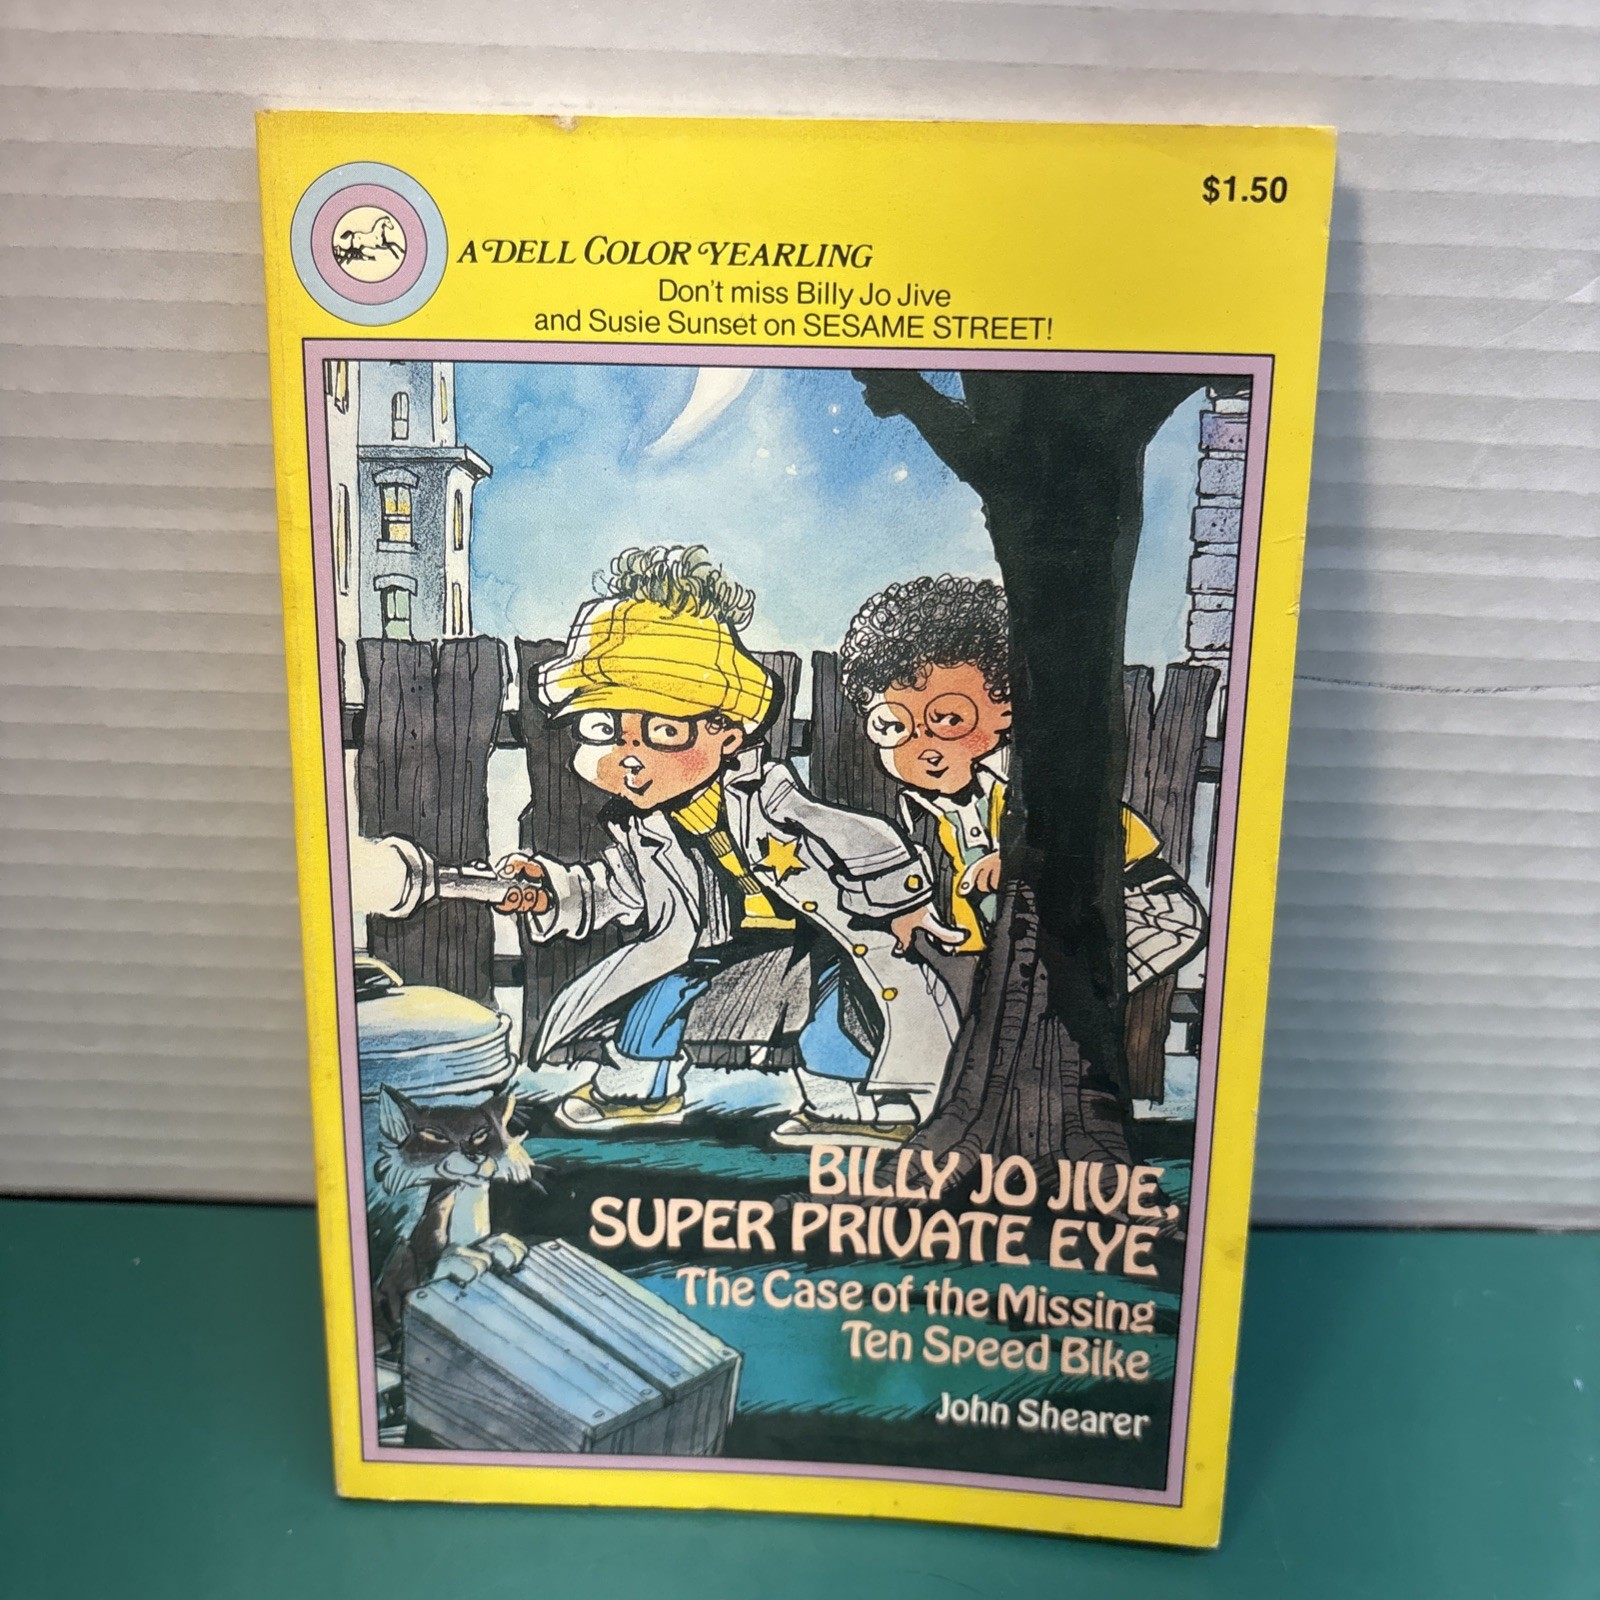 $1.50
A DELL COLOR YEARLING
Don't miss Billy Jo Jive
and Susie Sunset on SESAME STREET!
BILLY JO JIVE,
SUPER PRIVATE EYE
The Case of the Missing
Ten Speed Bike
John Shearer